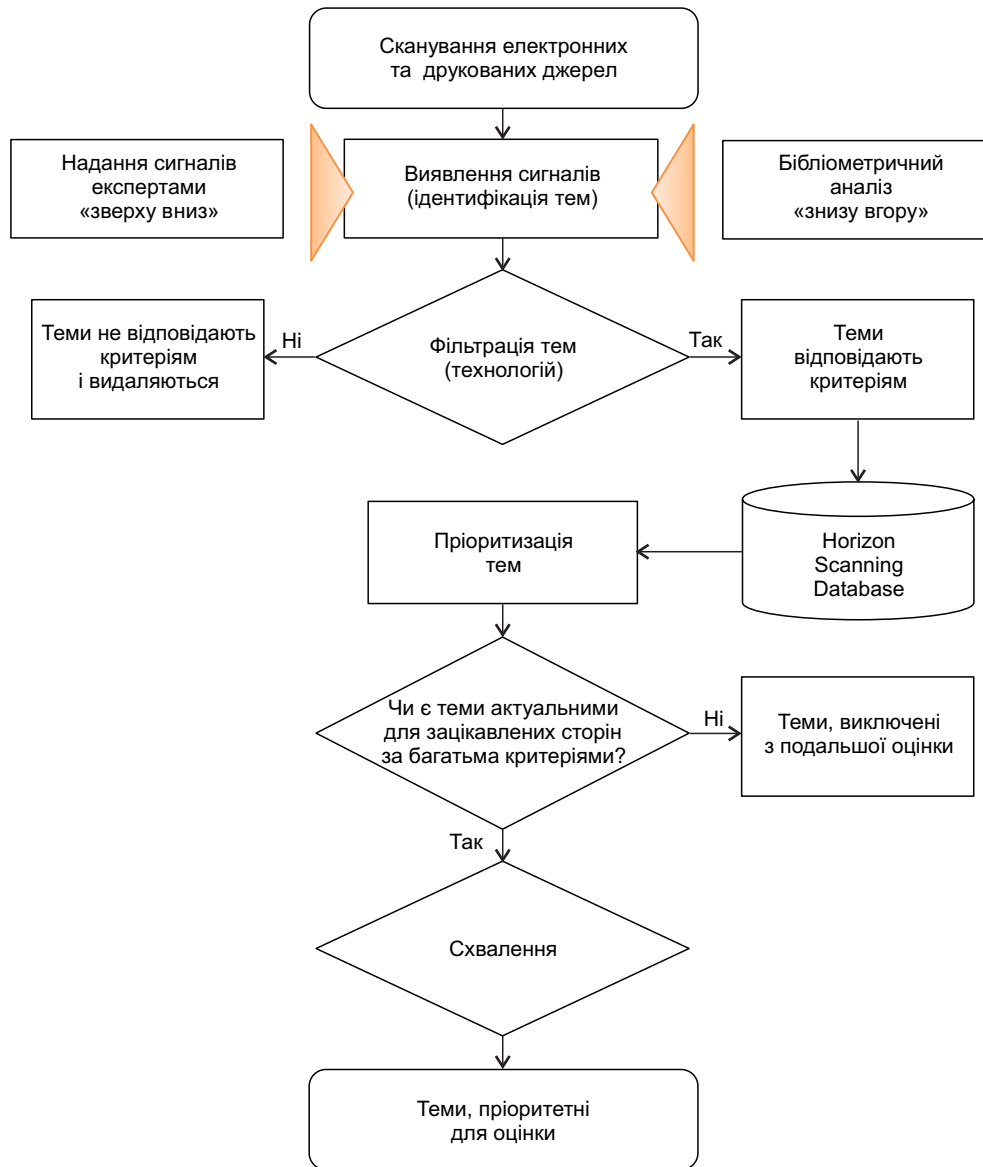 Сканування електронних
та друкованих джерел
Надання сигналів
експертами
«зверху вниз»
Виявлення сигналів
(ідентифікація тем)
Бібліометричний
аналіз
«знизу вгору»
Теми не відповідають
критеріям
і видаляються
Ні
Фільтрація тем
(технологій)
Так
Теми
відповідають
критеріям
Пріоритизація
тем
Horizon
Scanning
Database
Чи є теми актуальними
для зацікавлених сторін
за багатьма критеріями?
Ні
Теми, виключені
з подальшої оцінки
Так
Схвалення
Теми, пріоритетні
для оцінки